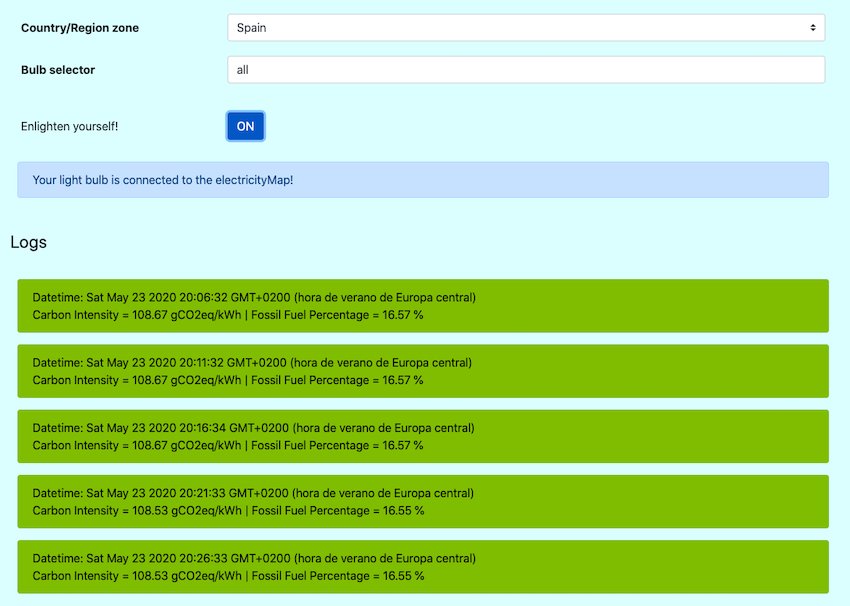 Country/Region zone
Spain
Bulb selector
all
Enlighten yourself!
ON
Your light bulb is connected to the electricityMap!
Logs
Datetime: Sat May 23 2020 20:06:32 GMT+0200 (hora de verano de Europa central)
Carbon Intensity = 108.67 gCO2eq/kWh | Fossil Fuel Percentage = 16.57 %
Datetime: Sat May 23 2020 20:11:32 GMT+0200 (hora de verano de Europa central)
Carbon Intensity = 108.67 gCO2eq/kWh | Fossil Fuel Percentage = 16.57 %
Datetime: Sat May 23 2020 20:16:34 GMT+0200 (hora de verano de Europa central)
Carbon Intensity = 108.67 gCO2eq/kWh | Fossil Fuel Percentage = 16.57 %
Datetime: Sat May 23 2020 20:21:33 GMT+0200 (hora de verano de Europa central)
Carbon Intensity = 108.53 gCO2eq/kWh | Fossil Fuel Percentage = 16.55 %
Datetime: Sat May 23 2020 20:26:33 GMT+0200 (hora de verano de Europa central)
Carbon Intensity = 108.53 gCO2eq/kWh | Fossil Fuel Percentage = 16.55 %